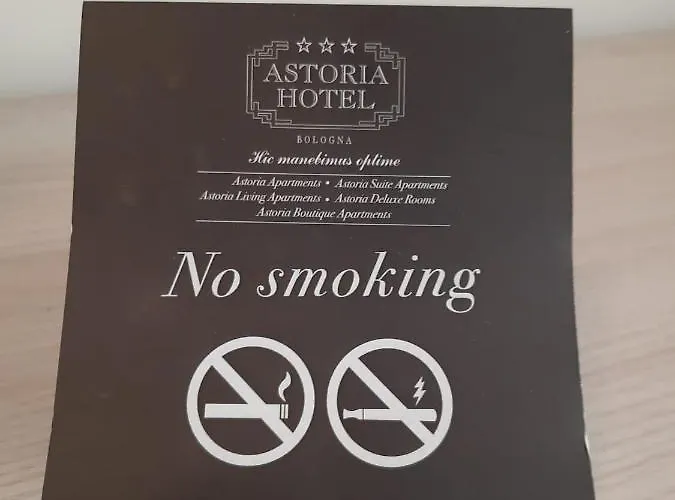 ASTORIA
HOTEL
BOLOGNA
Hic manebimus optime
Astoria Apartments • Astoria Suite Apartments
Astoria Living Apartments • Astoria Deluxe Rooms
Astoria Boutique Apartments
No smoking